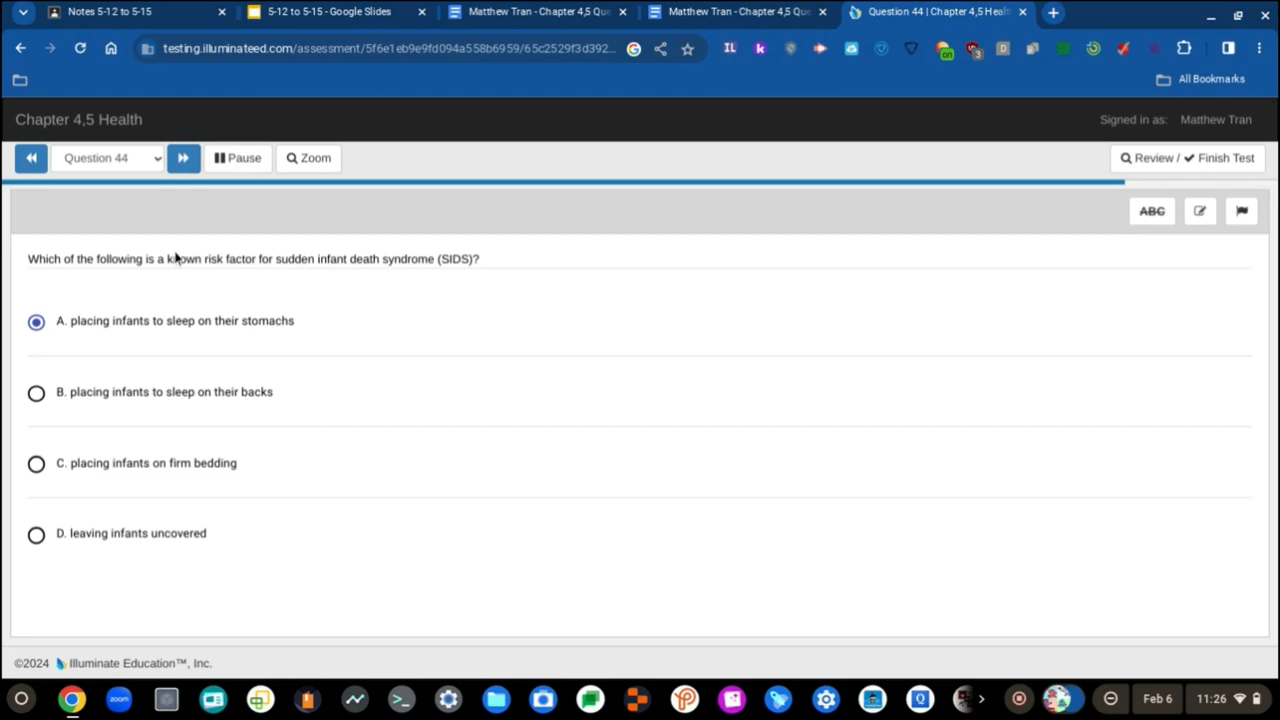 Notes 5-12 to 5-15
5-12 to 5-15 - Google Slides
Matthew Tran - Chapter 4,5 Que
Matthew Tran - Chapter 4,5 Que
Question 44 | Chapter 4,5 Healt
testing.illuminateed.com/assessment/5f6e1eb9e9fd094a558b6959/65c2529f3d392...
All Bookmarks
Chapter 4,5 Health
Signed in as: Matthew Tran
Question 44
Pause
Zoom
Review / Finish Test
ABC
Which of the following is a known risk factor for sudden infant death syndrome (SIDS)?
A. placing infants to sleep on their stomachs
B. placing infants to sleep on their backs
C. placing infants on firm bedding
D. leaving infants uncovered
©2024 Illuminate Education™, Inc.
zoom
Feb 6
11:26